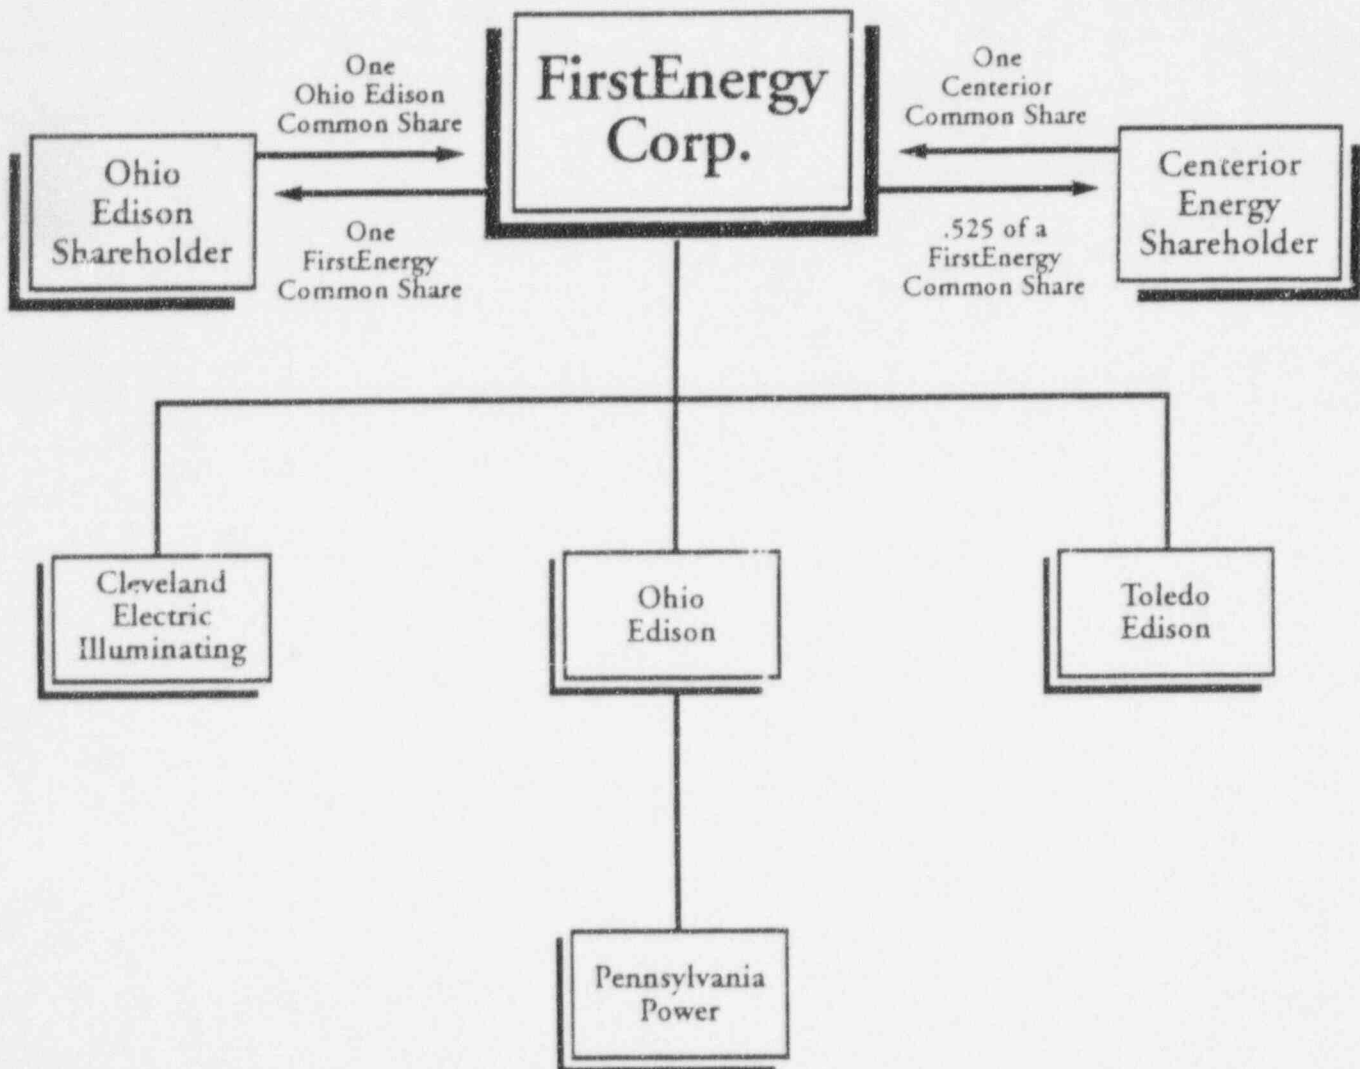 FirstEnergy
Corp.
One
Ohio Edison
Common Share
One
Centerior
Common Share
Ohio
Edison
Shareholder
Centerior
Energy
Shareholder
One
FirstEnergy
Common Share
.525 of a
FirstEnergy
Common Share
Cleveland
Electric
Illuminating
Ohio
Edison
Toledo
Edison
Pennsylvania
Power